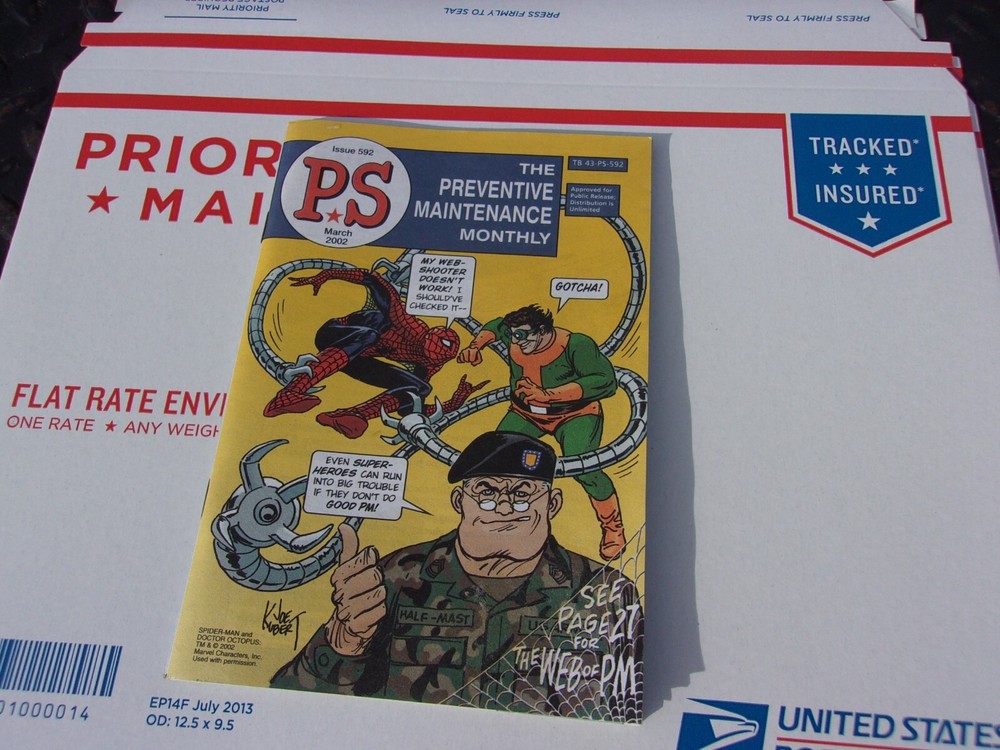 PRIORITY MAIL
PRESS FIRMLY TO SEAL
PRESS FIRMLY TO SEAL
PRIOR
★ MAI
TRACKED*
★ ★ ★
INSURED*
★
FLAT RATE ENVI
ONE RATE ★ ANY WEIGH
Issue 592
P★S
March
2002
THE
PREVENTIVE
MAINTENANCE
MONTHLY
TB 43-PS-592
Approved for
Public Release;
Distribution is
Unlimited
MY WEB-
SHOOTER
DOESN'T
WORK! I
SHOULD'VE
CHECKED IT--
GOTCHA!
EVEN SUPER-
HEROES CAN RUN
INTO BIG TROUBLE
IF THEY DON'T DO
GOOD PM!
HALF-MAST
U.
SEE
PAGE 27
FOR
THE WEB OF PM
JOE
KUBERT
SPIDER-MAN and
DOCTOR OCTOPUS:
TM & © 2002
Marvel Characters, Inc.
Used with permission.
01000014
EP14F July 2013
OD: 12.5 x 9.5
UNITED STATES